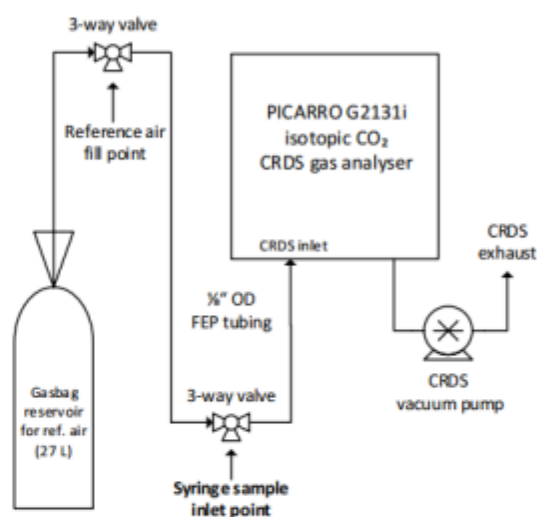 3-way valve
Reference air
fill point
PICARRO G2131i
isotopic CO₂
CRDS gas analyser
CRDS inlet
CRDS
exhaust
⅛” OD
FEP tubing
CRDS
vacuum pump
Gasbag
reservoir
for ref. air
(27 L)
3-way valve
Syringe sample
inlet point